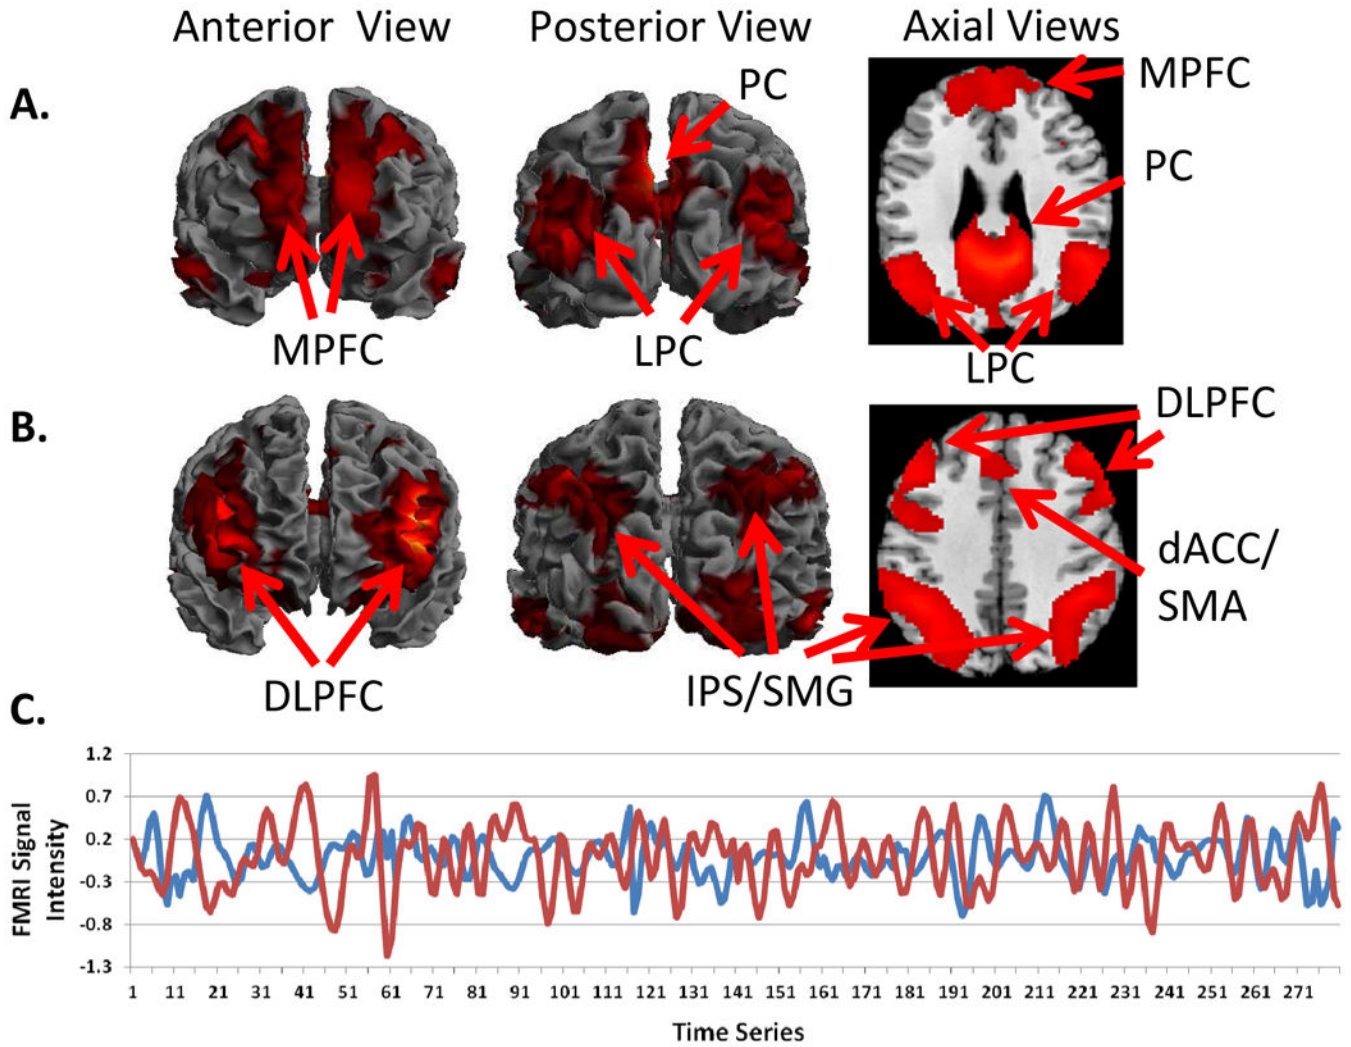 Anterior View
Posterior View
Axial Views
A.
PC
MPFC
PC
MPFC
LPC
LPC
B.
DLPFC
dACC/
SMA
DLPFC
IPS/SMG
C.
FMRI Signal
Intensity
1.2
0.7
0.2
-0.3
-0.8
-1.3
1 11 21 31 41 51 61 71 81 91 101 111 121 131 141 151 161 171 181 191 201 211 221 231 241 251 261 271
Time Series